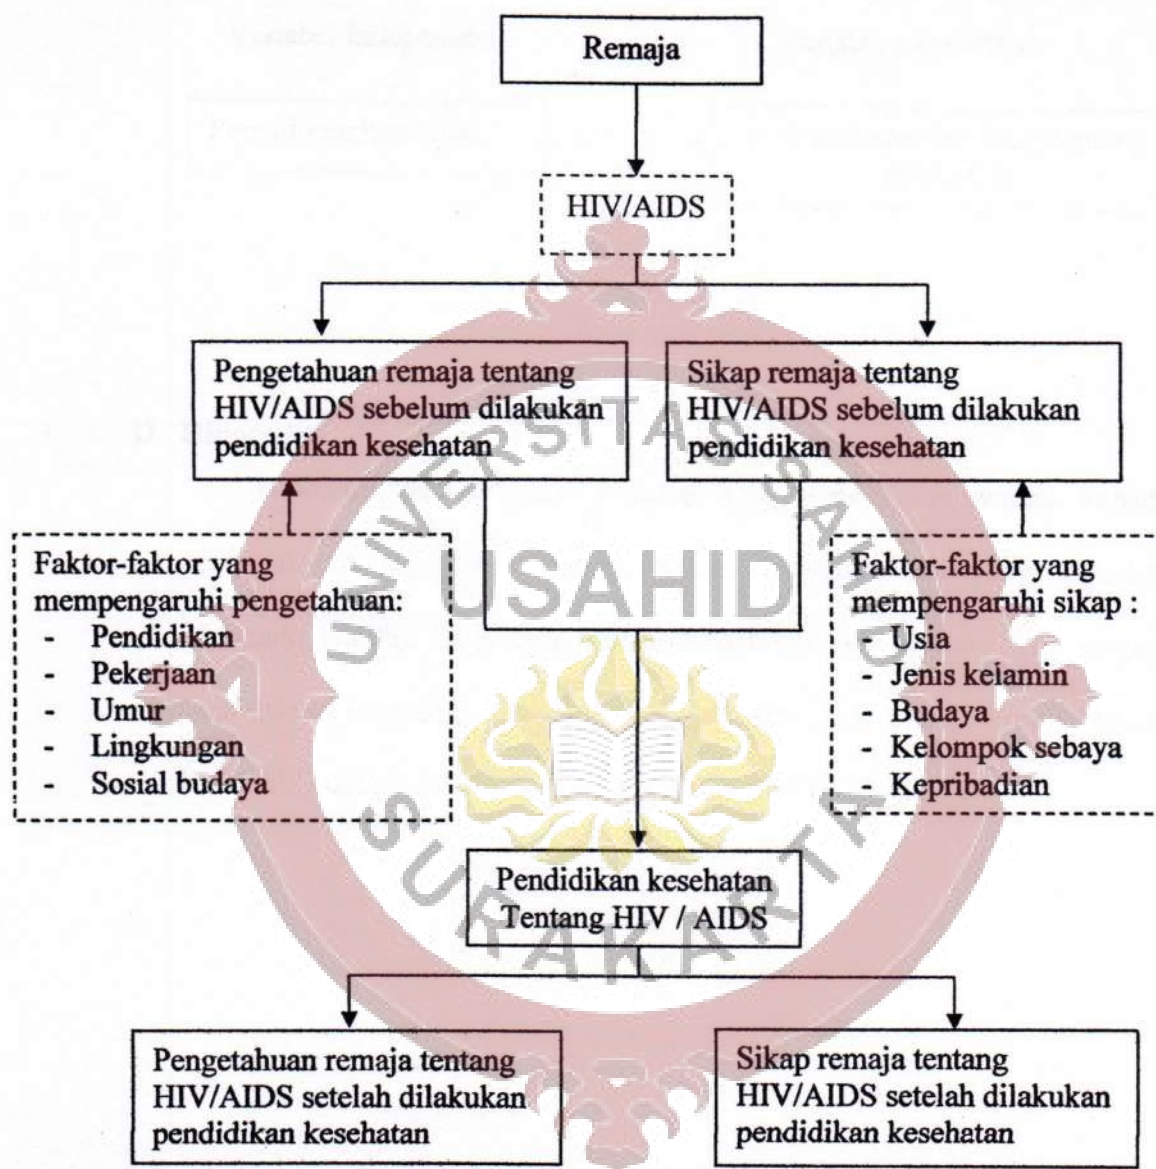 Remaja
HIV/AIDS
Pengetahuan remaja tentang
HIV/AIDS sebelum dilakukan
pendidikan kesehatan
Sikap remaja tentang
HIV/AIDS sebelum dilakukan
pendidikan kesehatan
Faktor-faktor yang
mempengaruhi pengetahuan:
- Pendidikan
- Pekerjaan
- Umur
- Lingkungan
- Sosial budaya
Faktor-faktor yang
mempengaruhi sikap :
- Usia
- Jenis kelamin
- Budaya
- Kelompok sebaya
- Kepribadian
UNIVERSITAS SAHID
USAHID
SURAKARTA
Pendidikan kesehatan
Tentang HIV / AIDS
Pengetahuan remaja tentang
HIV/AIDS setelah dilakukan
pendidikan kesehatan
Sikap remaja tentang
HIV/AIDS setelah dilakukan
pendidikan kesehatan